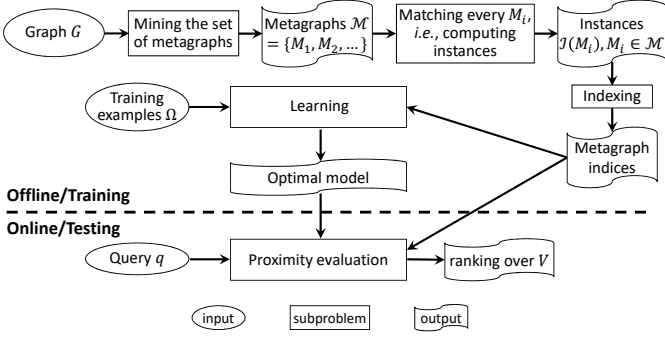 Graph G
Mining the set
of metagraphs
Metagraphs ℳ
= {M₁, M₂, …}
Matching every Mᵢ,
i.e., computing
instances
Instances
ℐ(Mᵢ), Mᵢ ∈ ℳ
Indexing
Training
examples Ω
Learning
Metagraph
indices
Optimal model
Offline/Training
Online/Testing
Query q
Proximity evaluation
ranking over V
input
subproblem
output